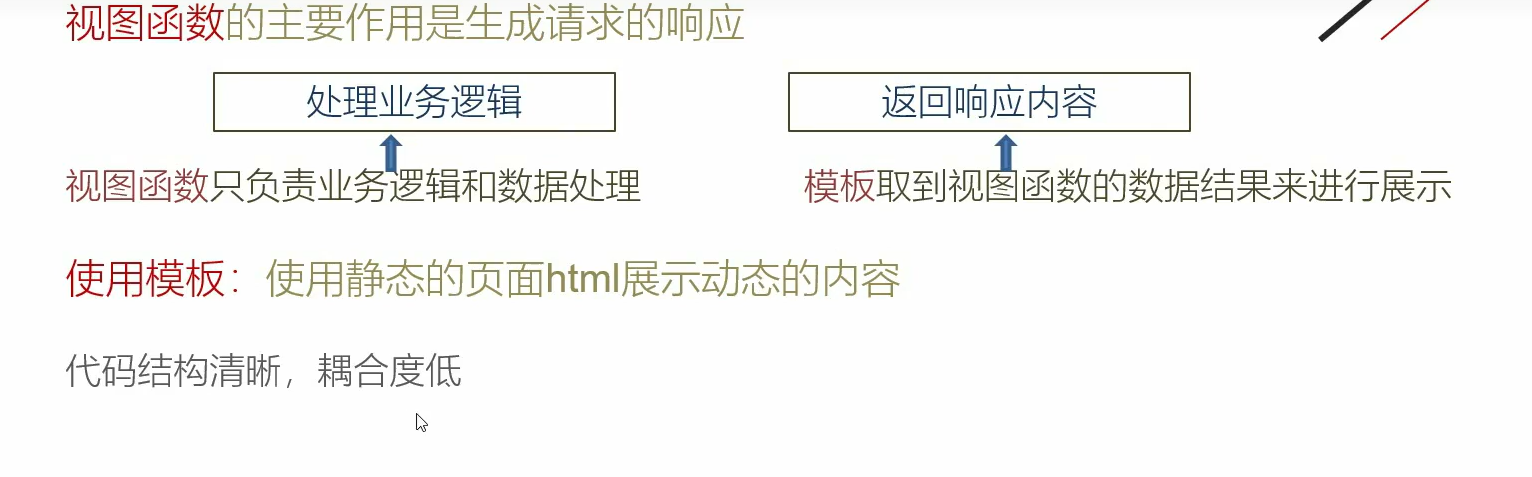 视图函数的主要作用是生成请求的响应
处理业务逻辑
返回响应内容
视图函数只负责业务逻辑和数据处理
模板取到视图函数的数据结果来进行展示
使用模板：使用静态的页面html展示动态的内容
代码结构清晰，耦合度低